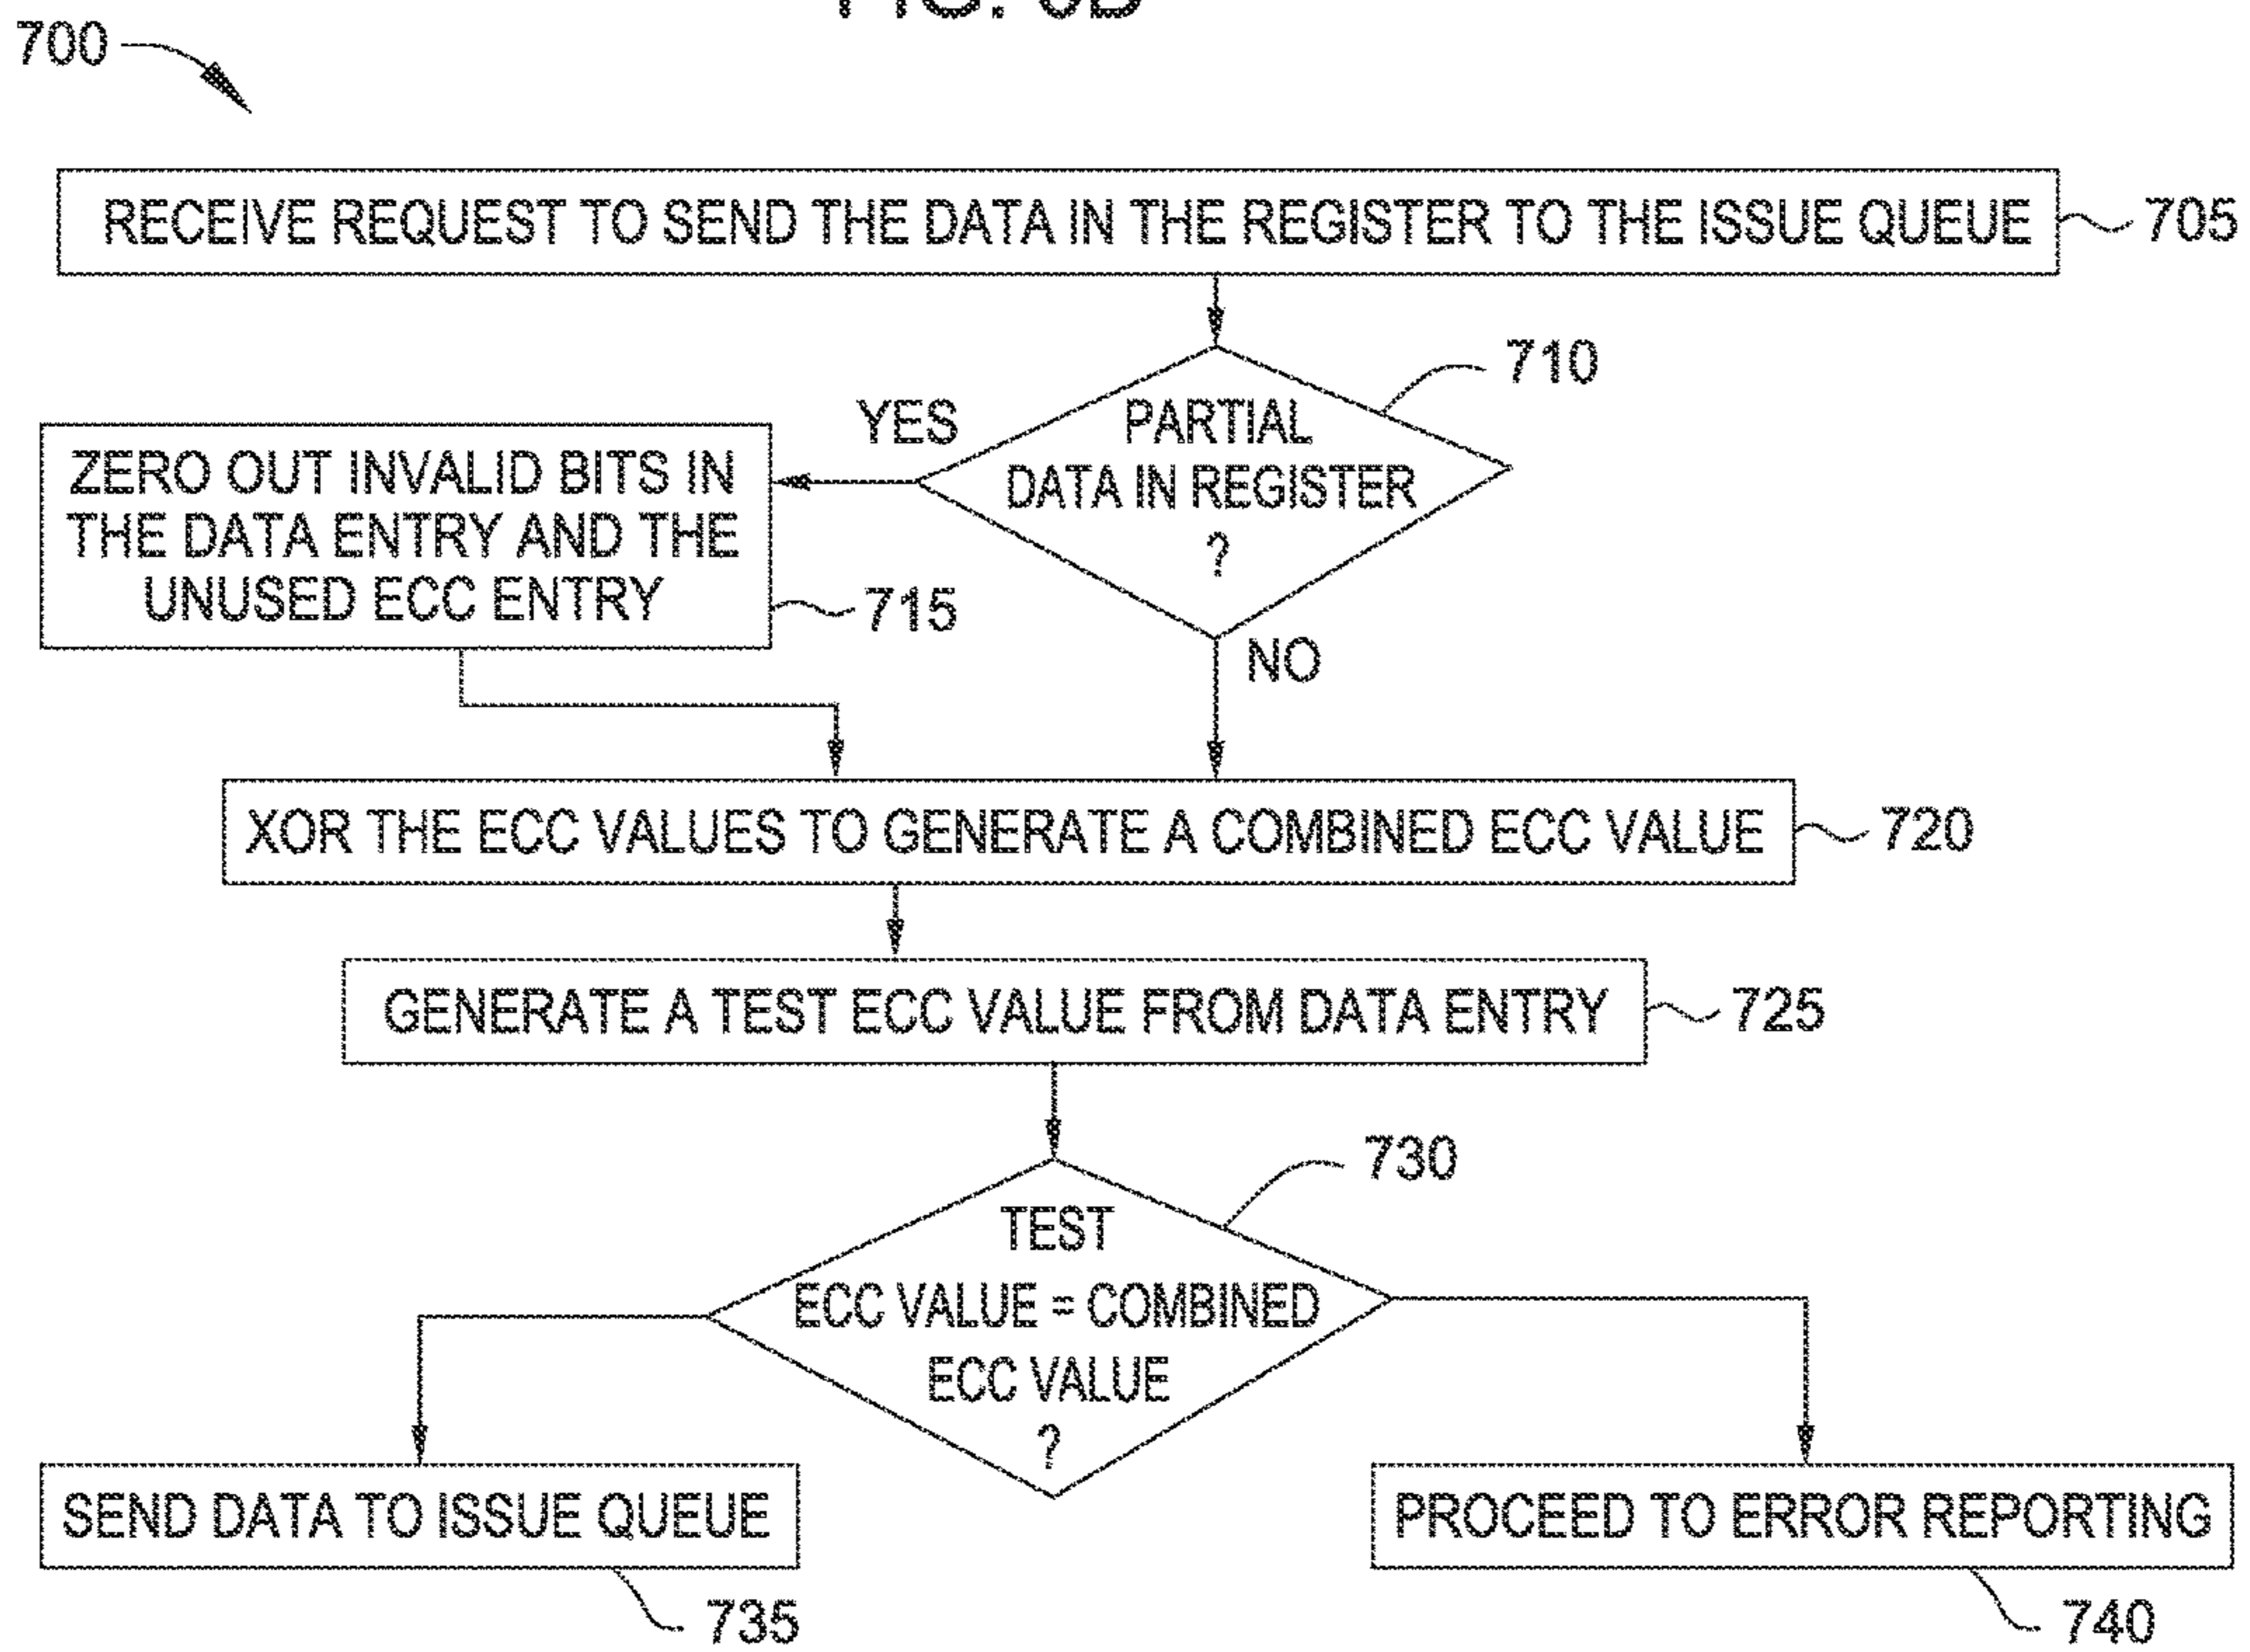 700
RECEIVE REQUEST TO SEND THE DATA IN THE REGISTER TO THE ISSUE QUEUE
705
710
YES
PARTIAL
DATA IN REGISTER
?
ZERO OUT INVALID BITS IN
THE DATA ENTRY AND THE
UNUSED ECC ENTRY
715
NO
XOR THE ECC VALUES TO GENERATE A COMBINED ECC VALUE
720
GENERATE A TEST ECC VALUE FROM DATA ENTRY
725
730
TEST
ECC VALUE = COMBINED
ECC VALUE
?
SEND DATA TO ISSUE QUEUE
735
PROCEED TO ERROR REPORTING
740